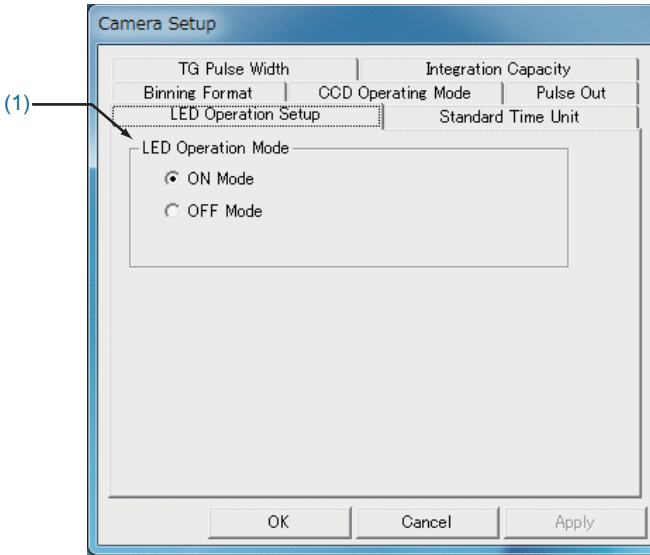 Camera Setup
TG Pulse Width Integration Capacity
Binning Format CCD Operating Mode Pulse Out
LED Operation Setup Standard Time Unit
(1)
LED Operation Mode
ON Mode
OFF Mode
OK Cancel Apply